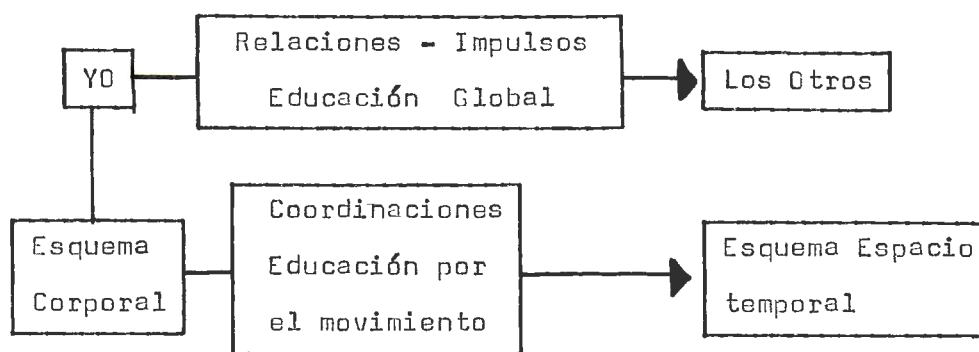 YO
Relaciones - Impulsos
Educación Global
Los Otros
Esquema
Corporal
Coordinaciones
Educación por
el movimiento
Esquema Espacio
temporal